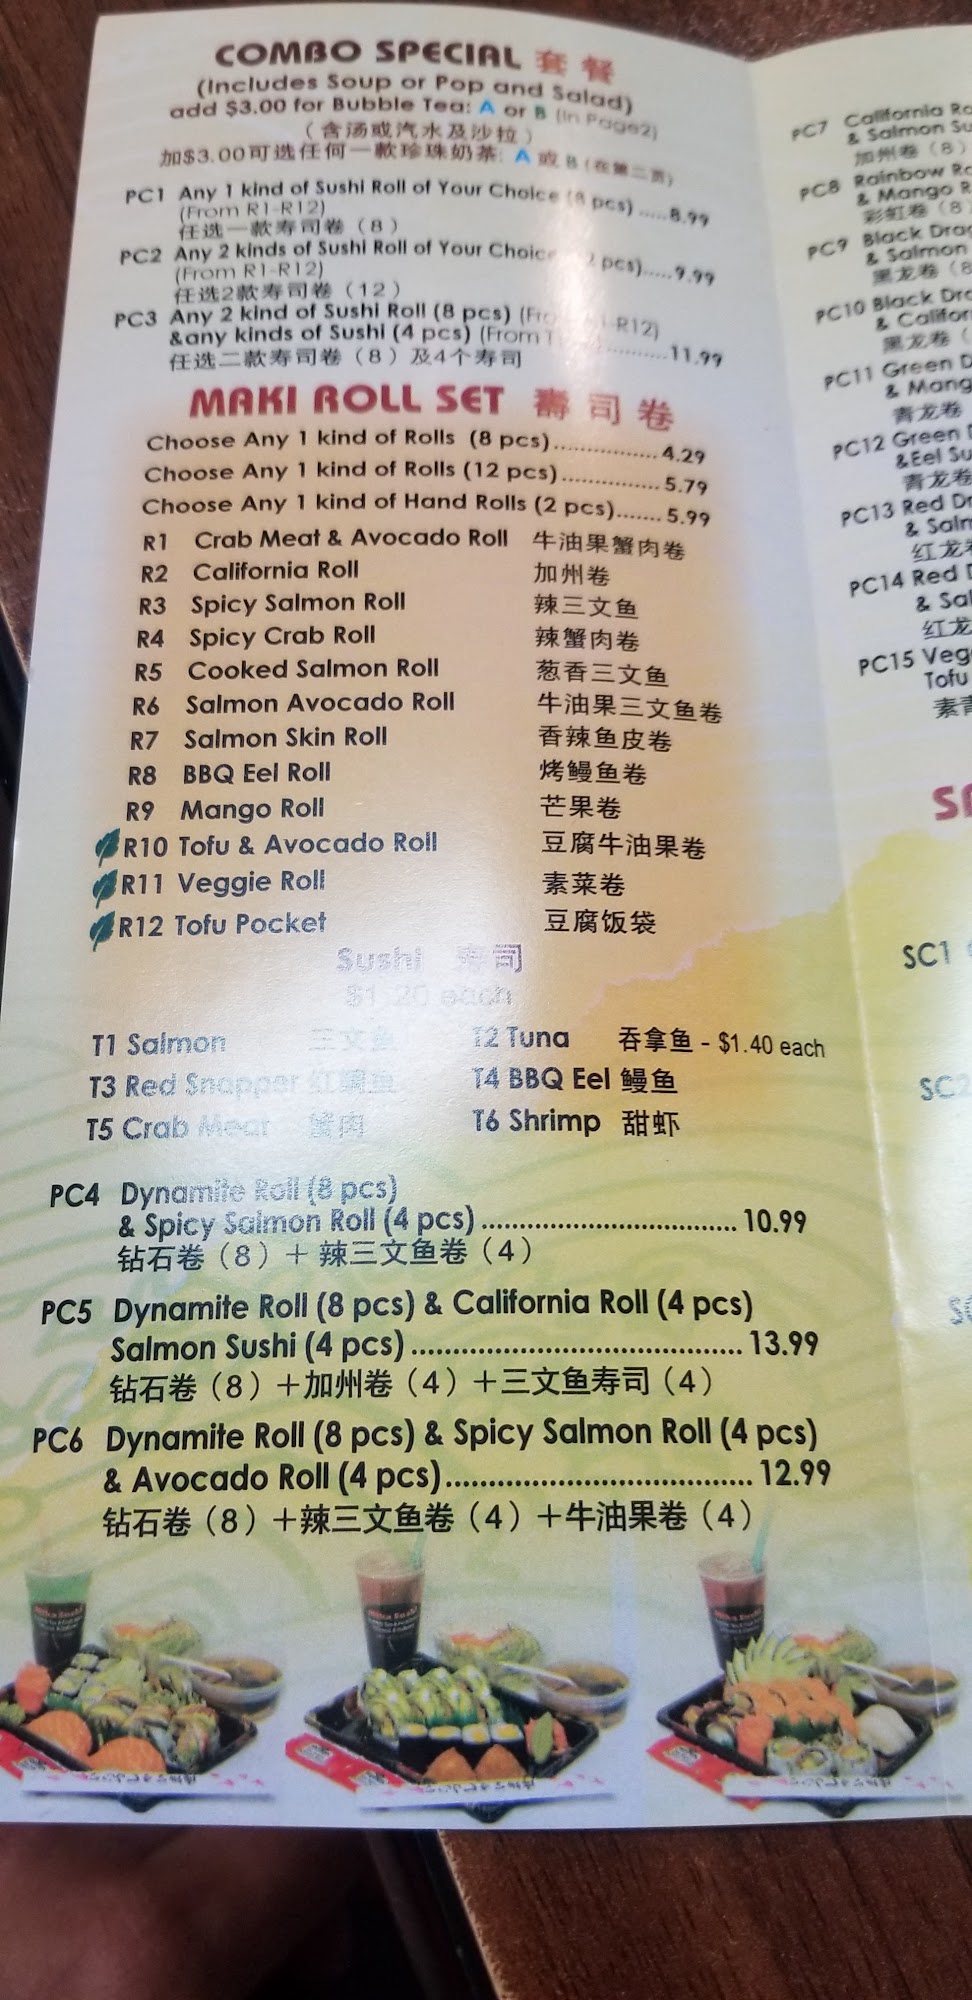 COMBO SPECIAL 套餐
(Includes Soup or Pop and Salad)
add $3.00 for Bubble Tea: A or B (In Page2)
（含汤或汽水及沙拉）
加$3.00可选任何一款珍珠奶茶: A 或 B (在第二页)
PC1 Any 1 kind of Sushi Roll of Your Choice (8 pcs) .....8.99
(From R1-R12)
任选一款寿司卷（8）
PC2 Any 2 kinds of Sushi Roll of Your Choice pcs).....9.99
(From R1-R12)
任选2款寿司卷（12）
PC3 Any 2 kind of Sushi Roll (8 pcs) -R12)
&any kinds of Sushi (4 pcs) (From ...........11.99
任选二款寿司卷（8）及4个寿司
MAKI ROLL SET 壽司卷
Choose Any 1 kind of Rolls (8 pcs)................4.29
Choose Any 1 kind of Rolls (12 pcs)...............5.79
Choose Any 1 kind of Hand Rolls (2 pcs).......5.99
R1 Crab Meat & Avocado Roll 牛油果蟹肉卷
R2 California Roll 加州卷
R3 Spicy Salmon Roll 辣三文鱼
R4 Spicy Crab Roll 辣蟹肉卷
R5 Cooked Salmon Roll 葱香三文鱼
R6 Salmon Avocado Roll 牛油果三文鱼卷
R7 Salmon Skin Roll 香辣鱼皮卷
R8 BBQ Eel Roll 烤鳗鱼卷
R9 Mango Roll 芒果卷
R10 Tofu & Avocado Roll 豆腐牛油果卷
R11 Veggie Roll 素菜卷
R12 Tofu Pocket 豆腐饭袋
Sushi 寿司
$1.20 each
T1 Salmon 三文鱼 T2 Tuna 吞拿鱼 - $1.40 each
T3 Red Snapper 红鲷鱼 T4 BBQ Eel 鳗鱼
T5 Crab Meat 蟹肉 T6 Shrimp 甜虾
PC4 Dynamite Roll (8 pcs)
& Spicy Salmon Roll (4 pcs)..................................10.99
钻石卷（8）＋ 辣三文鱼卷（4）
PC5 Dynamite Roll (8 pcs) & California Roll (4 pcs)
Salmon Sushi (4 pcs)............................................13.99
钻石卷（8）＋加州卷（4）＋三文鱼寿司（4）
PC6 Dynamite Roll (8 pcs) & Spicy Salmon Roll (4 pcs)
& Avocado Roll (4 pcs).........................................12.99
钻石卷（8）＋辣三文鱼卷（4）＋牛油果卷（4）
PC7 California
& Salmon
加州卷（8）
PC8 Rainbow
& Mango
彩虹卷（8
PC9 Black
& Salmon
黑龙卷（8
PC10 Black
&
黑龙卷（
PC11 Green
&
青龙卷
PC12 Green
&Eel
青龙卷
PC13 Red
&
红龙
PC14 Red
&
红龙
PC15
Tofu
素
SC1